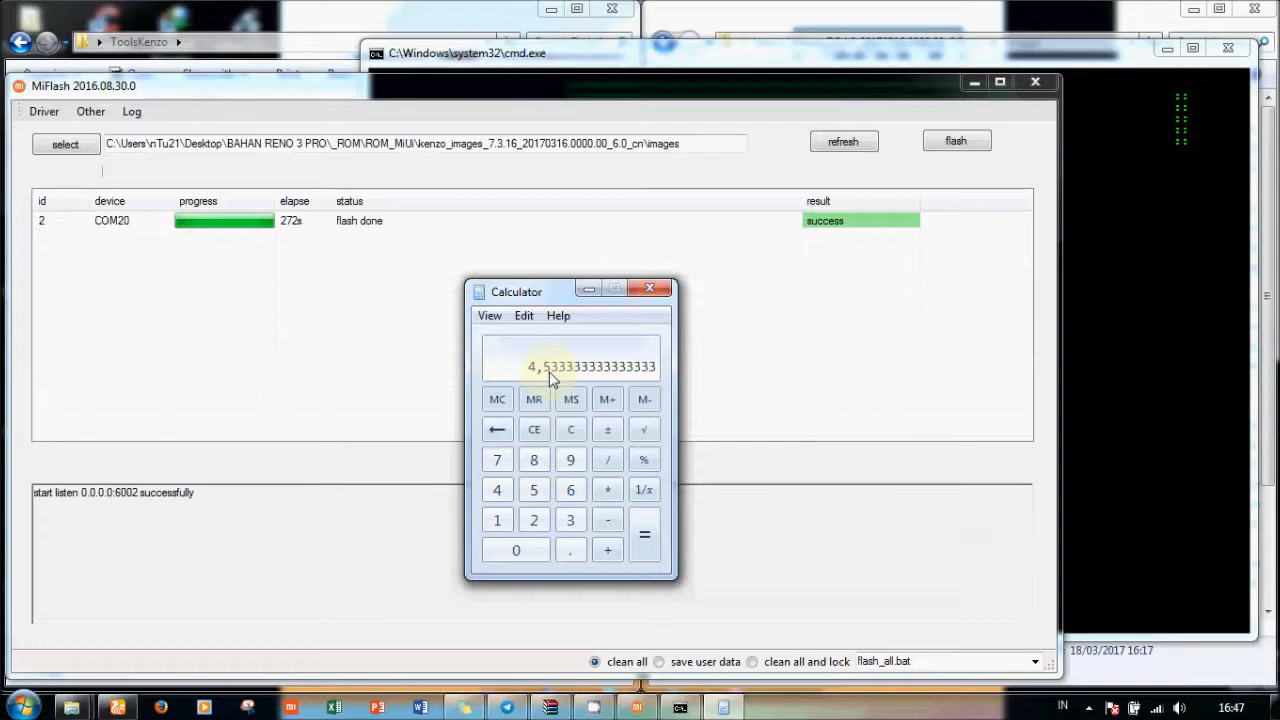 ToolsKenzo
C:\Windows\system32\cmd.exe
MiFlash 2016.08.30.0
Driver Other Log
select C:\Users\nTu21\Desktop\BAHAN RENO 3 PRO\_ROM\ROM_MiUi\kenzo_images_7.3.16_20170316.0000.00_6.0_cn\images refresh flash
id device progress elapse status result
2 COM20 272s flash done success
Calculator
View Edit Help
4,533333333333333
MC MR MS M+ M-
← CE C ± √
7 8 9 / %
4 5 6 * 1/x
1 2 3 - =
0 , +
start listen 0.0.0.0:6002 successfully
clean all save user data clean all and lock flash_all.bat
18/03/2017 16:17
IN 16:47